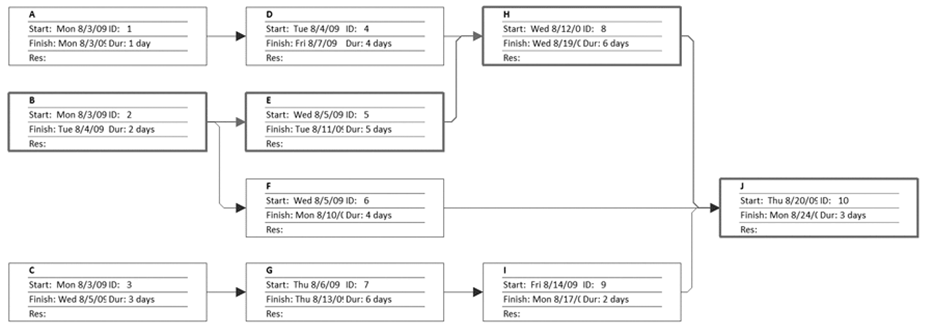 A
Start: Mon 8/3/09 ID: 1
Finish: Mon 8/3/09 Dur: 1 day
Res:
D
Start: Tue 8/4/09 ID: 4
Finish: Fri 8/7/09 Dur: 4 days
Res:
H
Start: Wed 8/12/0 ID: 8
Finish: Wed 8/19/( Dur: 6 days
Res:
B
Start: Mon 8/3/09 ID: 2
Finish: Tue 8/4/09 Dur: 2 days
Res:
E
Start: Wed 8/5/09 ID: 5
Finish: Tue 8/11/09 Dur: 5 days
Res:
F
Start: Wed 8/5/09 ID: 6
Finish: Mon 8/10/( Dur: 4 days
Res:
J
Start: Thu 8/20/09 ID: 10
Finish: Mon 8/24/( Dur: 3 days
Res:
C
Start: Mon 8/3/09 ID: 3
Finish: Wed 8/5/09 Dur: 3 days
Res:
G
Start: Thu 8/6/09 ID: 7
Finish: Thu 8/13/0 Dur: 6 days
Res:
I
Start: Fri 8/14/09 ID: 9
Finish: Mon 8/17/( Dur: 2 days
Res: